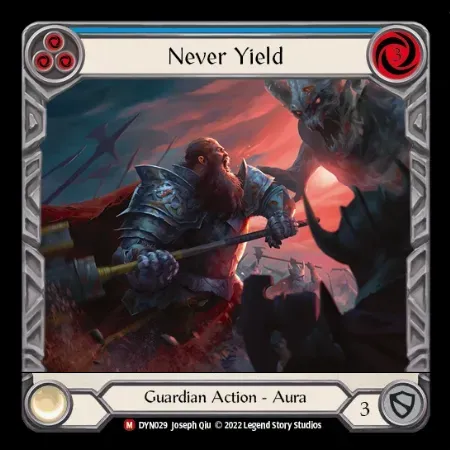 Never Yield
3
Guardian Action - Aura
3
M DYN029 Joseph Qiu © 2022 Legend Story Studios